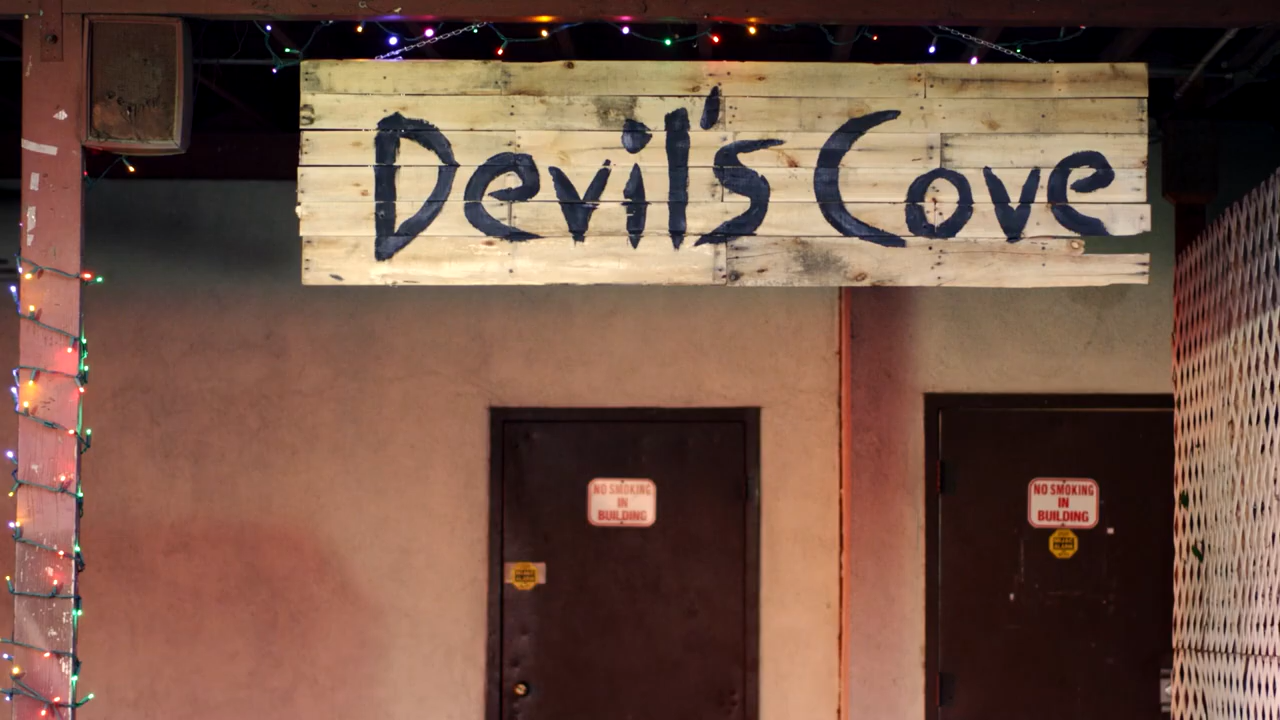 Devil's Cove
NO SMOKING
IN
BUILDING
NO SMOKING
IN
BUILDING